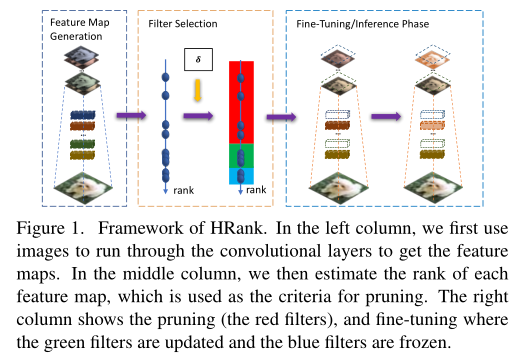 Feature Map
Generation
Filter Selection
Fine-Tuning/Inference Phase
δ
rank
rank
Figure 1. Framework of HRank. In the left column, we first use
images to run through the convolutional layers to get the feature
maps. In the middle column, we then estimate the rank of each
feature map, which is used as the criteria for pruning. The right
column shows the pruning (the red filters), and fine-tuning where
the green filters are updated and the blue filters are frozen.